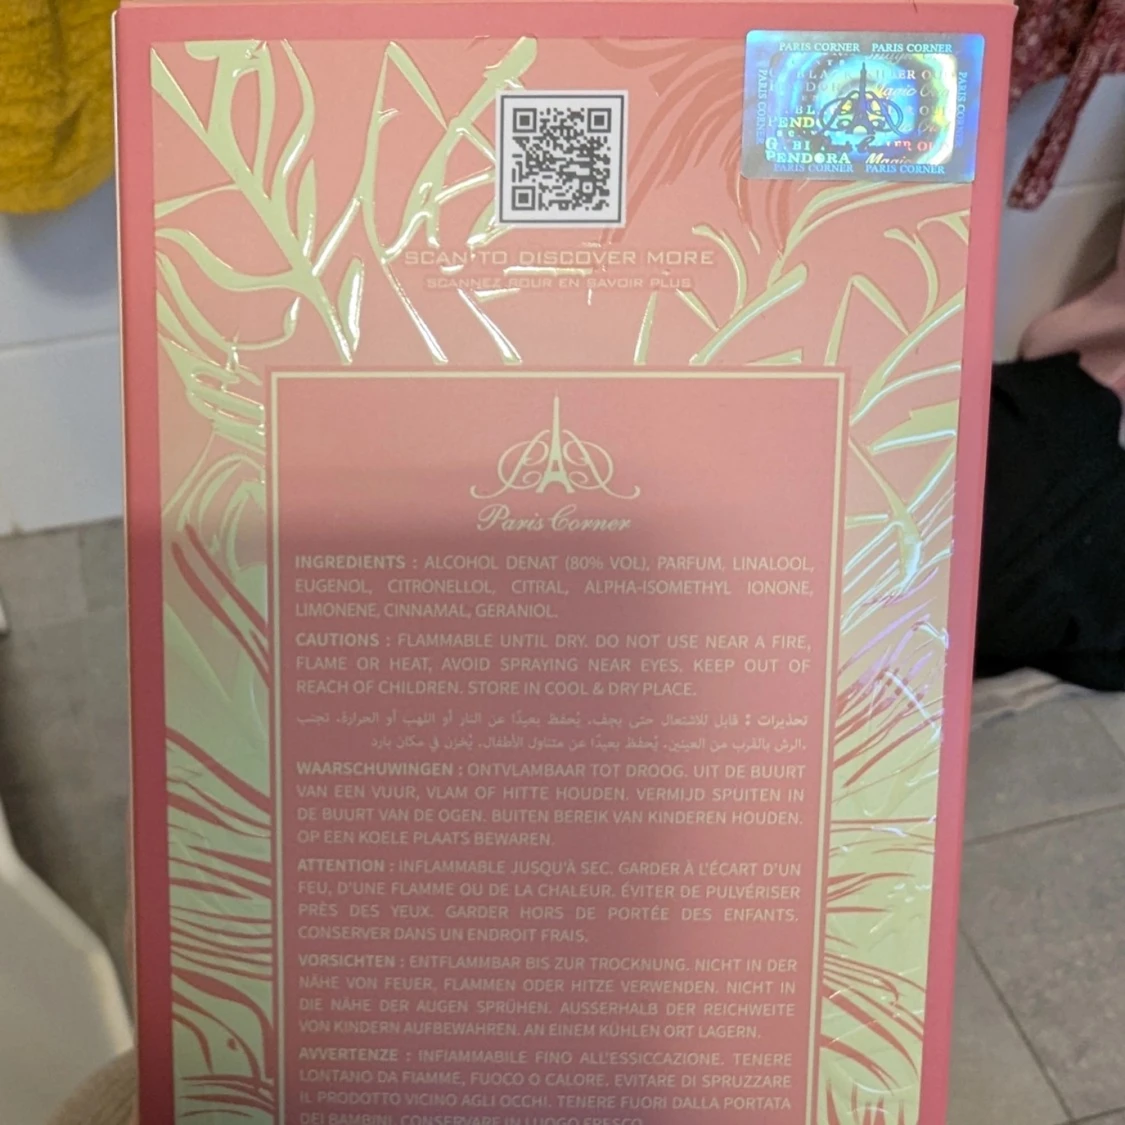 PARIS CORNER PARIS CORNER
PARIS CORNER
PARIS CORNER
PENDORA
PARIS CORNER PARIS CORNER
SCAN TO DISCOVER MORE
SCANNEZ POUR EN SAVOIR PLUS
Paris Corner
INGREDIENTS : ALCOHOL DENAT (80% VOL), PARFUM, LINALOOL,
EUGENOL, CITRONELLOL, CITRAL, ALPHA-ISOMETHYL IONONE,
LIMONENE, CINNAMAL, GERANIOL.
CAUTIONS : FLAMMABLE UNTIL DRY. DO NOT USE NEAR A FIRE,
FLAME OR HEAT, AVOID SPRAYING NEAR EYES. KEEP OUT OF
REACH OF CHILDREN. STORE IN COOL & DRY PLACE.
تحذيرات : قابل للاشتعال حتى يجف. يُحفظ بعيدًا عن النار أو اللهب أو الحرارة. تجنب
الرش بالقرب من العينين. يُحفظ بعيدًا عن متناول الأطفال. يُخزن في مكان بارد.
WAARSCHUWINGEN : ONTVLAMBAAR TOT DROOG. UIT DE BUURT
VAN EEN VUUR, VLAM OF HITTE HOUDEN. VERMIJD SPUITEN IN
DE BUURT VAN DE OGEN. BUITEN BEREIK VAN KINDEREN HOUDEN.
OP EEN KOELE PLAATS BEWAREN.
ATTENTION : INFLAMMABLE JUSQU'À SEC. GARDER À L'ÉCART D'UN
FEU, D'UNE FLAMME OU DE LA CHALEUR. ÉVITER DE PULVÉRISER
PRÈS DES YEUX. GARDER HORS DE PORTÉE DES ENFANTS.
CONSERVER DANS UN ENDROIT FRAIS.
VORSICHTEN : ENTFLAMMBAR BIS ZUR TROCKNUNG. NICHT IN DER
NÄHE VON FEUER, FLAMMEN ODER HITZE VERWENDEN. NICHT IN
DIE NÄHE DER AUGEN SPRÜHEN. AUSSERHALB DER REICHWEITE
VON KINDERN AUFBEWAHREN. AN EINEM KÜHLEN ORT LAGERN.
AVVERTENZE : INFIAMMABILE FINO ALL'ESSICCAZIONE. TENERE
LONTANO DA FIAMME, FUOCO O CALORE. EVITARE DI SPRUZZARE
IL PRODOTTO VICINO AGLI OCCHI. TENERE FUORI DALLA PORTATA
DEI BAMBINI. CONSERVARE IN LUOGO FRESCO.